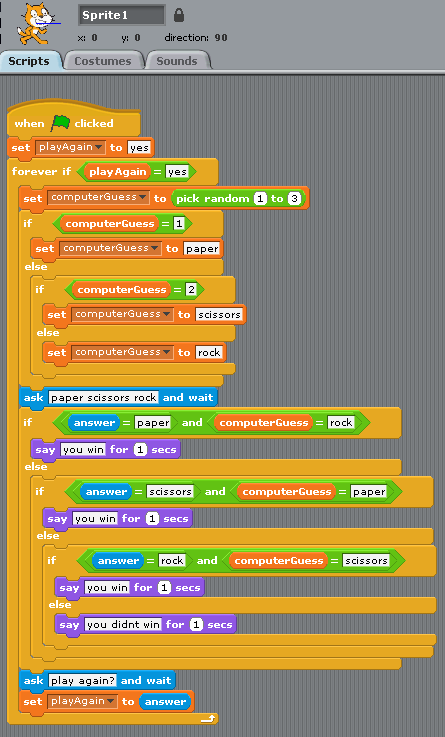 Sprite1
x: 0 y: 0 direction: 90
Scripts Costumes Sounds
when clicked
set playAgain to yes
forever if playAgain = yes
set computerGuess to pick random 1 to 3
if computerGuess = 1
set computerGuess to paper
else
if computerGuess = 2
set computerGuess to scissors
else
set computerGuess to rock
ask paper scissors rock and wait
if answer = paper and computerGuess = rock
say you win for 1 secs
else
if answer = scissors and computerGuess = paper
say you win for 1 secs
else
if answer = rock and computerGuess = scissors
say you win for 1 secs
else
say you didnt win for 1 secs
ask play again? and wait
set playAgain to answer